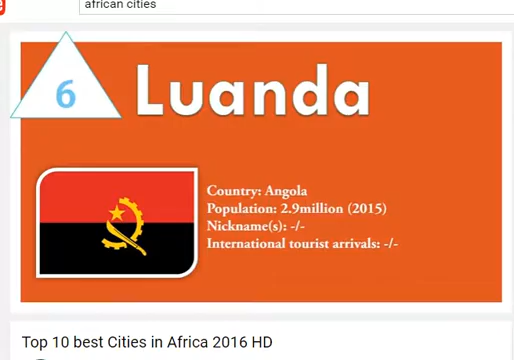 african cities
6
Luanda
Country: Angola
Population: 2.9million (2015)
Nickname(s): -/-
International tourist arrivals: -/-
Top 10 best Cities in Africa 2016 HD